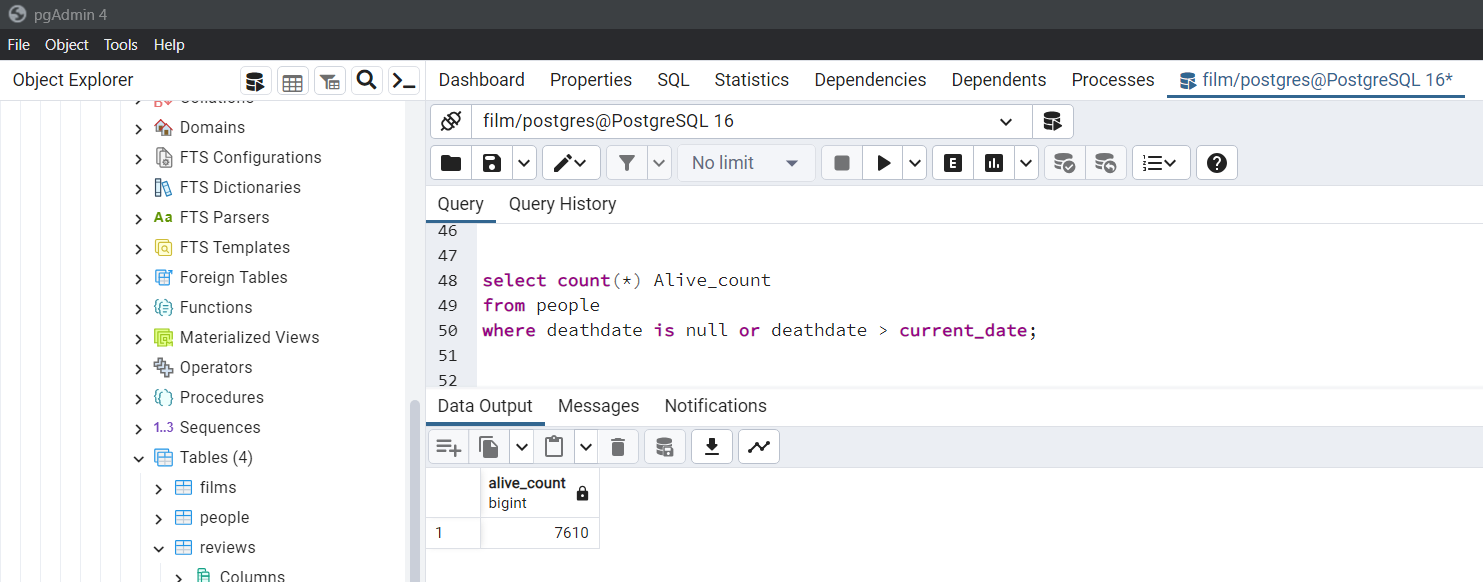 pgAdmin 4
File Object Tools Help
Object Explorer
Dashboard Properties SQL Statistics Dependencies Dependents Processes film/postgres@PostgreSQL 16*
Collations
Domains
FTS Configurations
FTS Dictionaries
Aa FTS Parsers
FTS Templates
Foreign Tables
Functions
Materialized Views
Operators
Procedures
1..3 Sequences
Tables (4)
films
people
reviews
Columns
film/postgres@PostgreSQL 16
No limit E
Query Query History
46
47
48 select count(*) Alive_count
49 from people
50 where deathdate is null or deathdate > current_date;
51
52
Data Output Messages Notifications
alive_count
bigint
1 7610